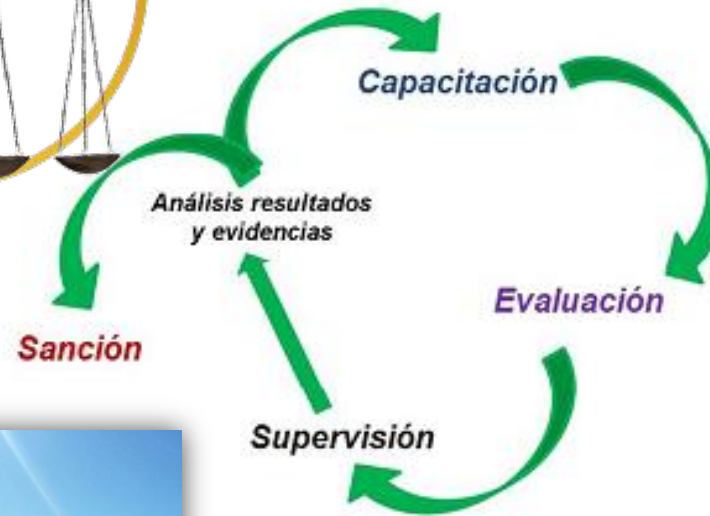 Capacitación
Análisis resultados
y evidencias
Evaluación
Sanción
Supervisión